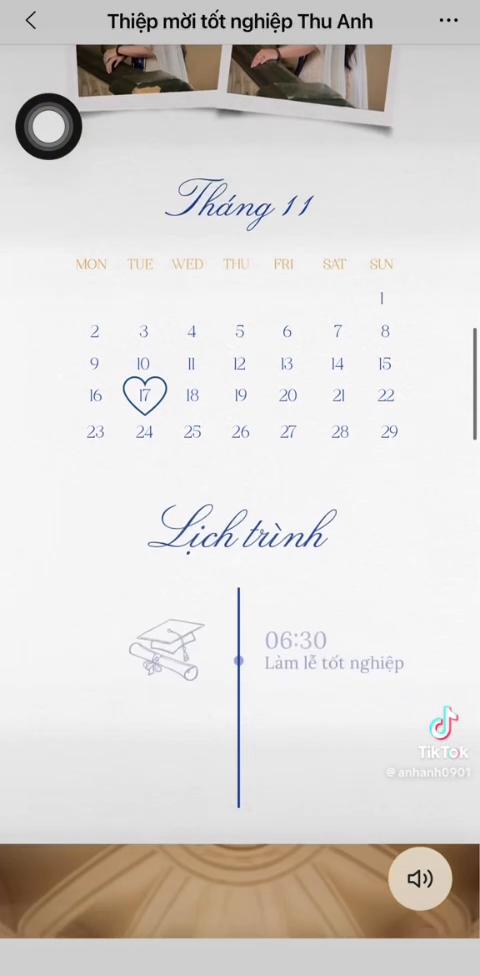 Thiệp mời tốt nghiệp Thu Anh
Tháng 11
MON TUE WED THU FRI SAT SUN
1
2 3 4 5 6 7 8
9 10 11 12 13 14 15
16 17 18 19 20 21 22
23 24 25 26 27 28 29
Lịch trình
06:30
Làm lễ tốt nghiệp
TikTok
@anhanh0901